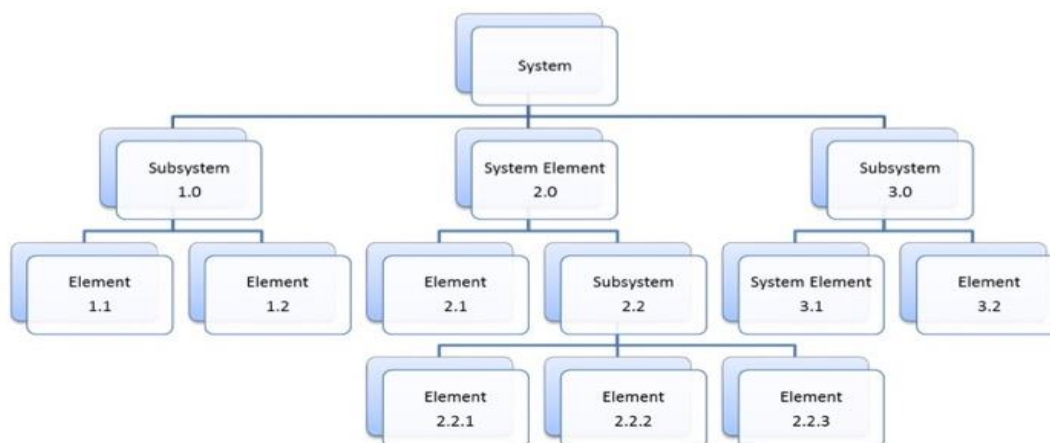 System
Subsystem
1.0
System Element
2.0
Subsystem
3.0
Element
1.1
Element
1.2
Element
2.1
Subsystem
2.2
System Element
3.1
Element
3.2
Element
2.2.1
Element
2.2.2
Element
2.2.3